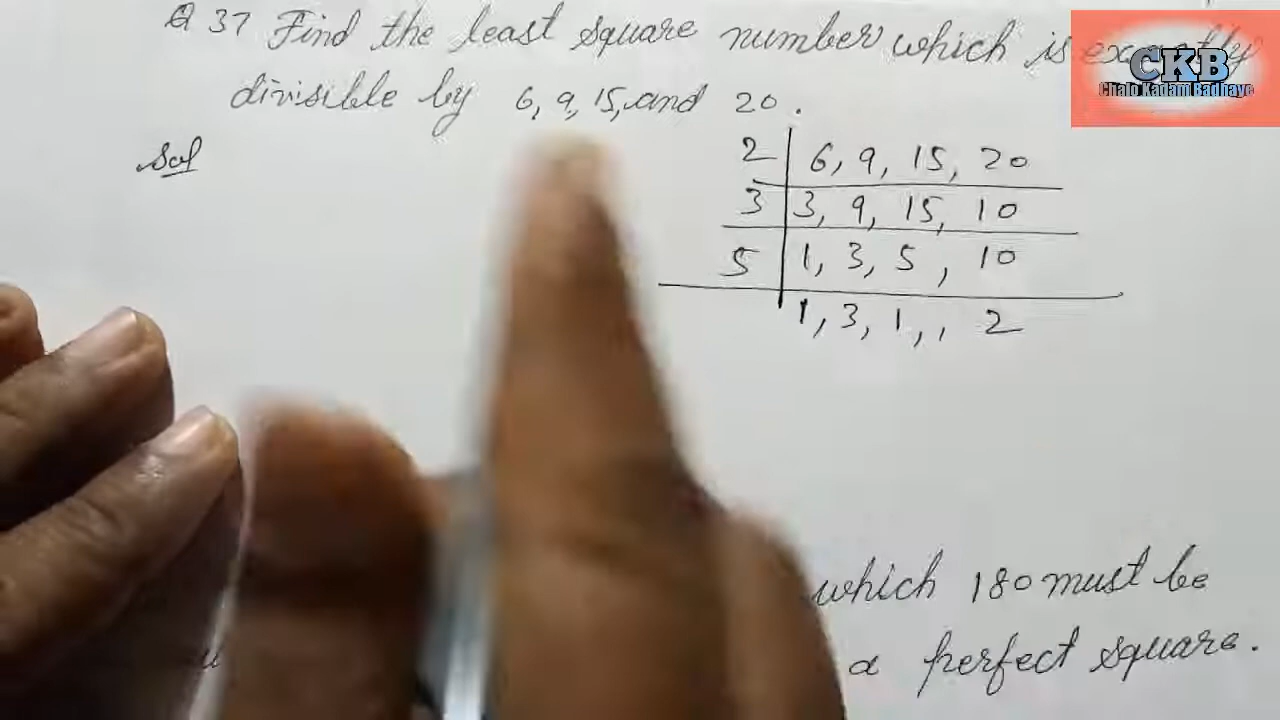 Q 37 Find the least square number which is exactly
divisible by 6, 9, 15, and 20.
CKB
Chalo Kadam Badhaye
Sol
2 | 6, 9, 15, 20
3 | 3, 9, 15, 10
5 | 1, 3, 5, 10
1, 3, 1,, 2
which 180 must be
a perfect square.